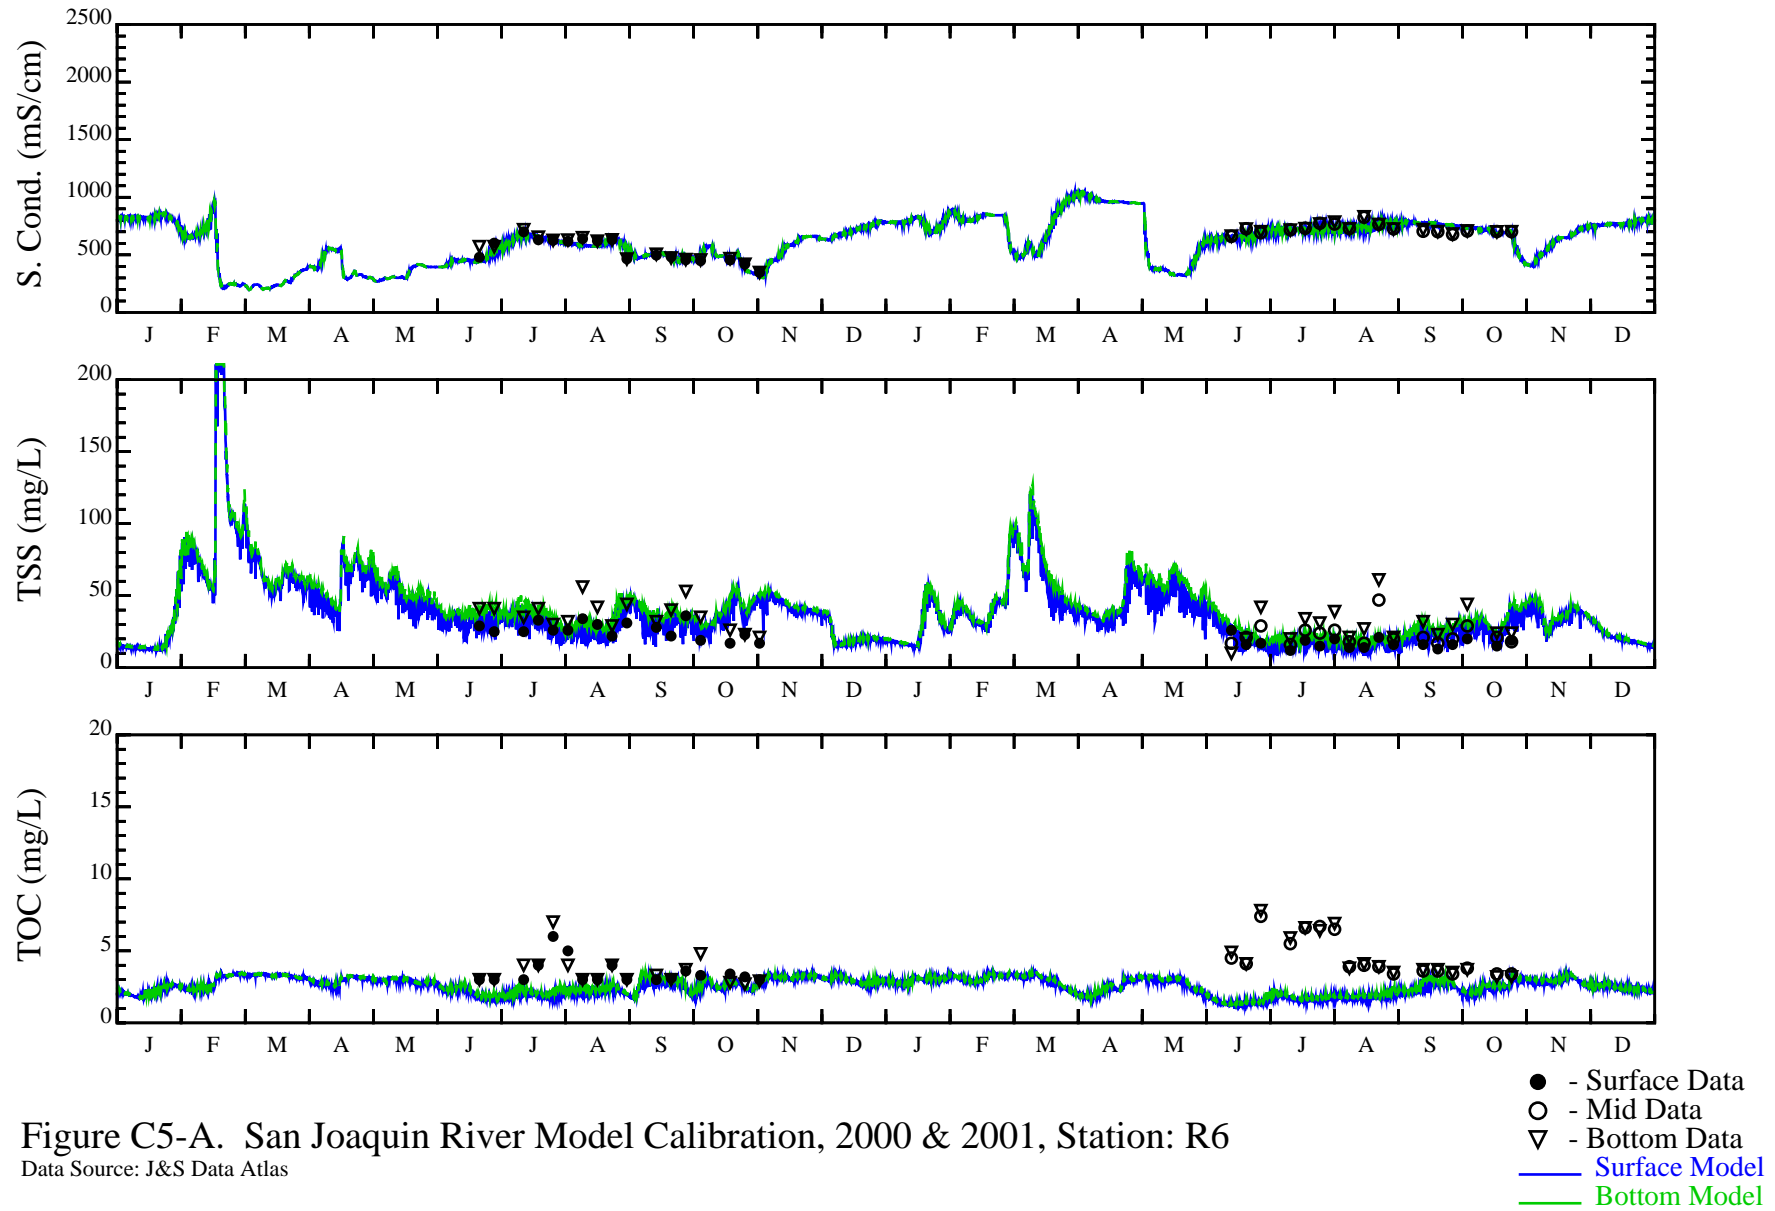 S. Cond. (mS/cm)
2500
2000
1500
1000
500
0
J F M A M J J A S O N D J F M A M J J A S O N D
TSS (mg/L)
200
150
100
50
0
J F M A M J J A S O N D J F M A M J J A S O N D
TOC (mg/L)
20
15
10
5
0
J F M A M J J A S O N D J F M A M J J A S O N D
- Surface Data
- Mid Data
- Bottom Data
Surface Model
Bottom Model
Figure C5-A. San Joaquin River Model Calibration, 2000 & 2001, Station: R6
Data Source: J&S Data Atlas